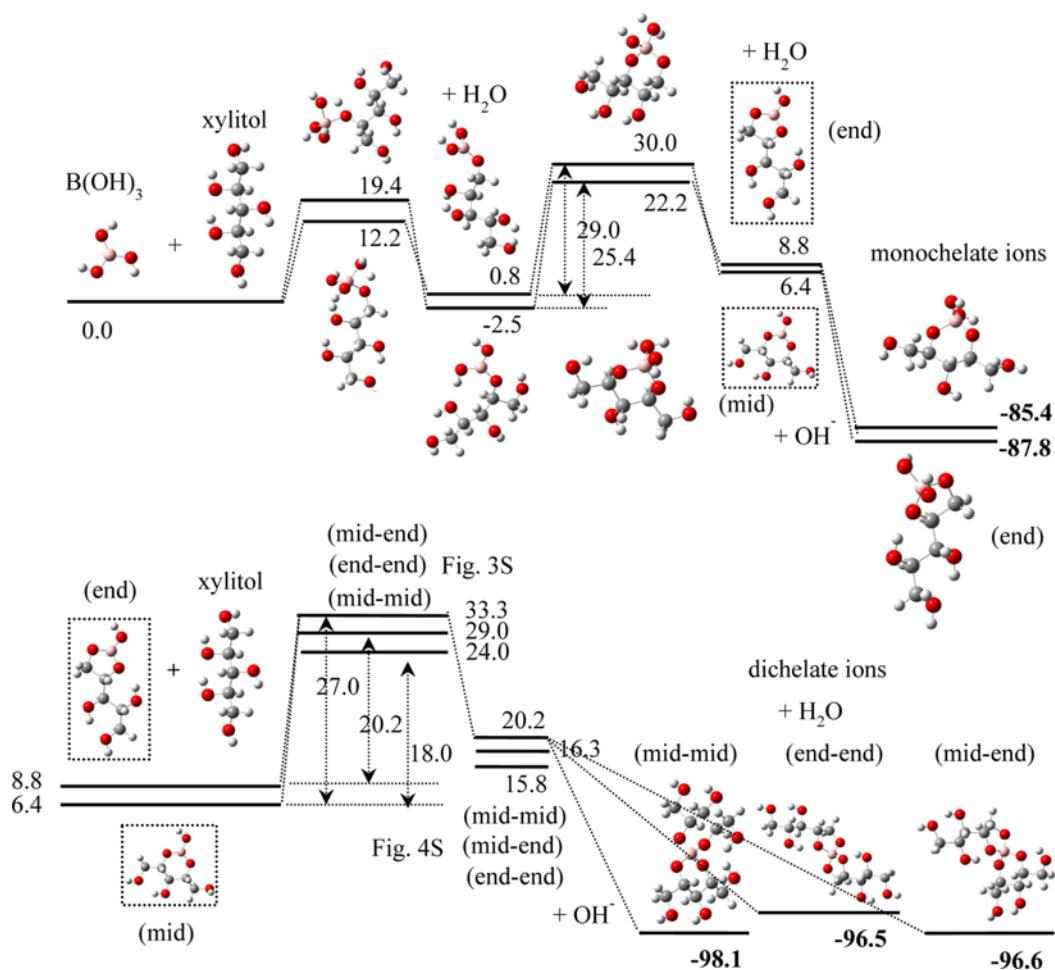 + H₂O
+ H₂O
xylitol
30.0
(end)
B(OH)₃
19.4
22.2
+
12.2
29.0
25.4
8.8
monochelate ions
0.8
6.4
0.0
-2.5
(mid)
-85.4
+ OH⁻
-87.8
(end)
(mid-end)
(end-end)
Fig. 3S
(end)
xylitol
(mid-mid)
33.3
29.0
24.0
+
dichelate ions
27.0
20.2
20.2
+ H₂O
18.0
16.3
(mid-mid)
(end-end)
(mid-end)
8.8
15.8
6.4
(mid-mid)
Fig. 4S
(mid-end)
(end-end)
+ OH⁻
(mid)
-96.5
-98.1
-96.6